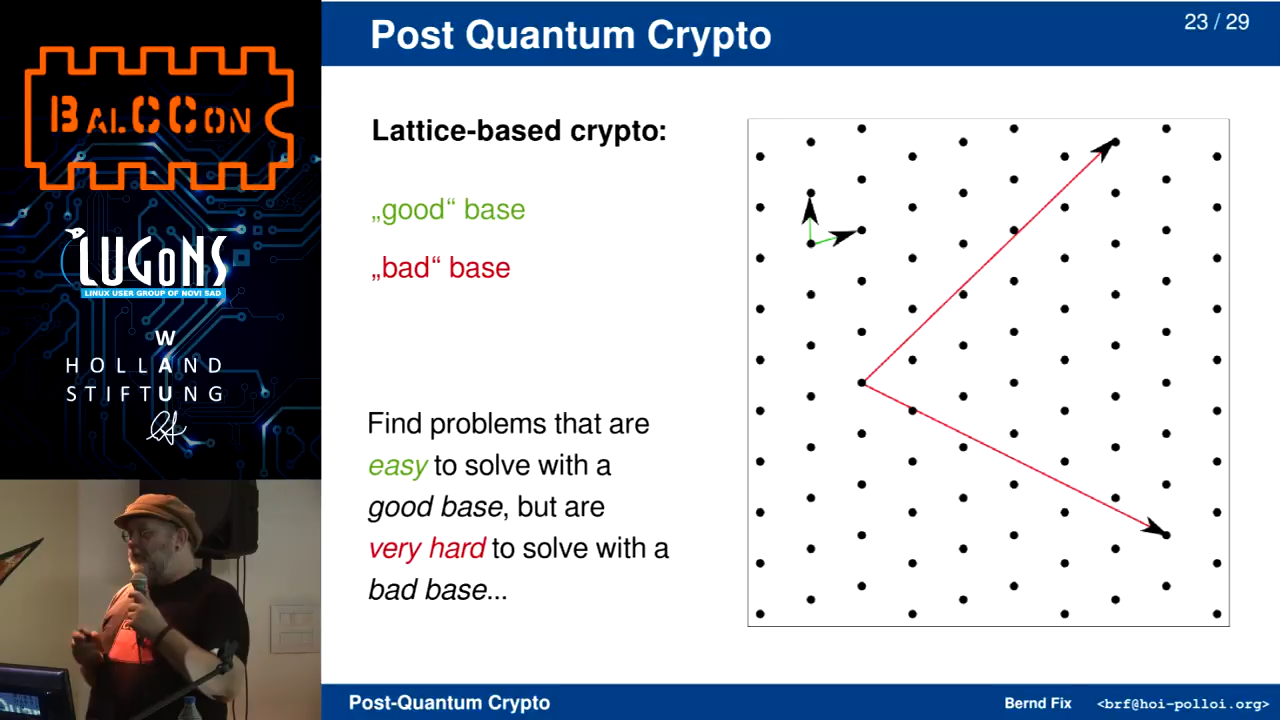 BALCCON
LUGONS
LINUX USER GROUP OF NOVI SAD
W
HOLLAND
U
STIFTUNG
Post Quantum Crypto
23 / 29
Lattice-based crypto:
„good“ base
„bad“ base
Find problems that are
easy to solve with a
good base, but are
very hard to solve with a
bad base...
Post-Quantum Crypto
Bernd Fix
<brf@hoi-polloi.org>